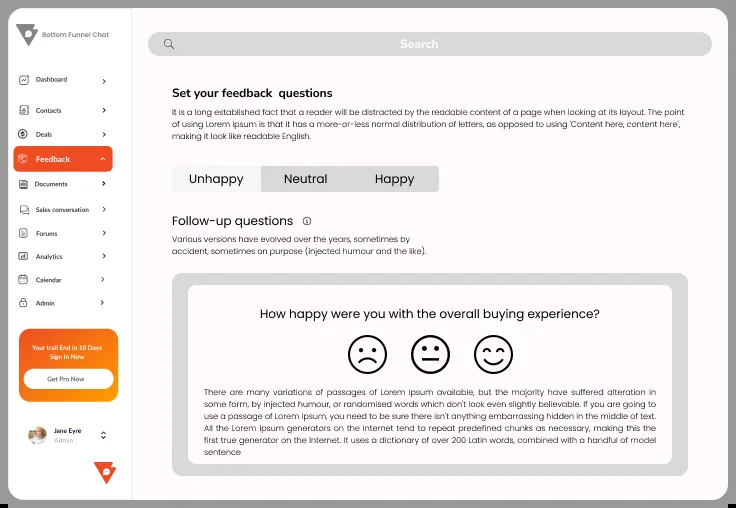 Bottom Funnel Chat
Dashboard
Contacts
Deals
Feedback
Documents
Sales conversation
Forums
Analytics
Calendar
Admin
Your trail End in 10 Days
Sign In Now
Get Pro Now
Jane Eyre
Admin
Search
Set your feedback questions
It is a long established fact that a reader will be distracted by the readable content of a page when looking at its layout. The point
of using Lorem Ipsum is that it has a more-or-less normal distribution of letters, as opposed to using 'Content here, content here',
making it look like readable English.
Unhappy Neutral Happy
Follow-up questions
Various versions have evolved over the years, sometimes by
accident, sometimes on purpose (injected humour and the like).
How happy were you with the overall buying experience?
There are many variations of passages of Lorem Ipsum available, but the majority have suffered alteration in
some form, by injected humour, or randomised words which don't look even slightly believable. If you are going to
use a passage of Lorem Ipsum, you need to be sure there isn't anything embarrassing hidden in the middle of text.
All the Lorem Ipsum generators on the Internet tend to repeat predefined chunks as necessary, making this the
first true generator on the Internet. It uses a dictionary of over 200 Latin words, combined with a handful of model
sentence